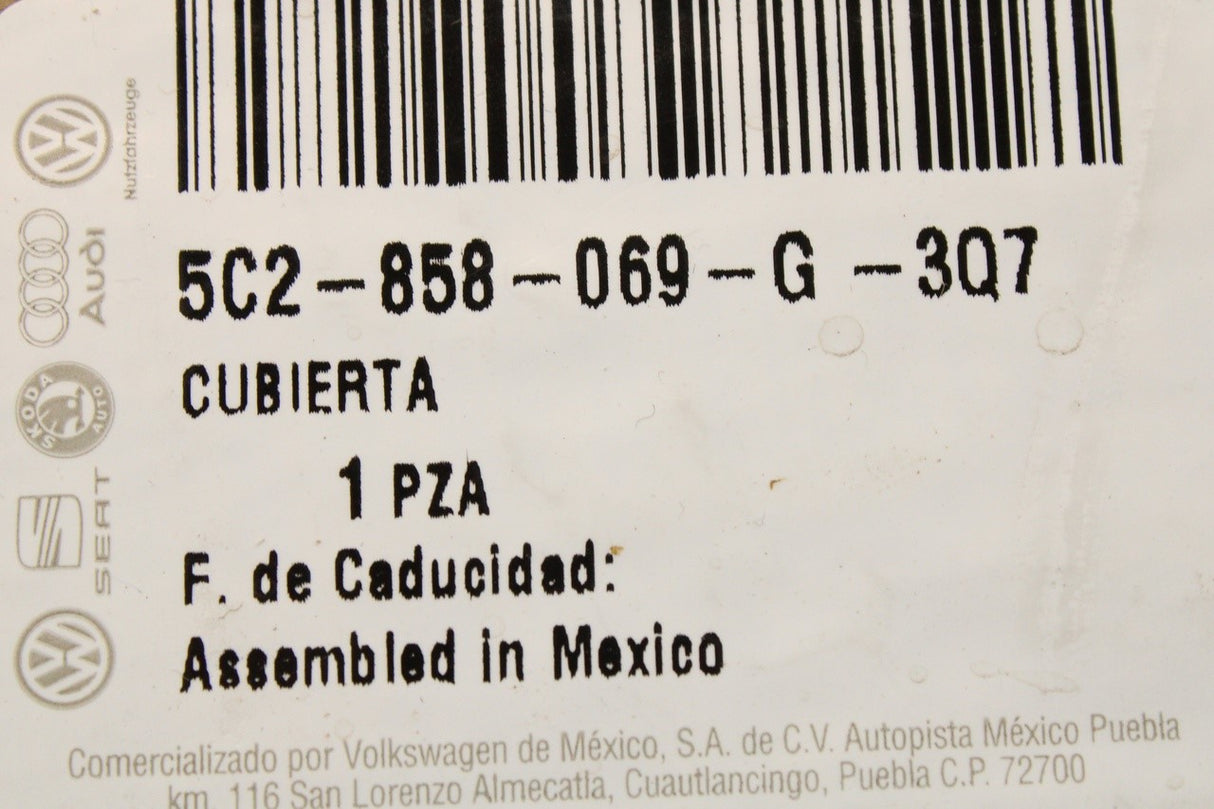 5C2-858-069-G -3Q7
CUBIERTA
1 PZA
F. de Caducidad:
Assembled in Mexico
Comercializado por Volkswagen de México, S.A. de C.V. Autopista México Puebla
km. 116 San Lorenzo Almecatla, Cuautlancingo, Puebla C.P. 72700
Nutzfahrzeuge
Audi
SKODA
AUTO
SEAT